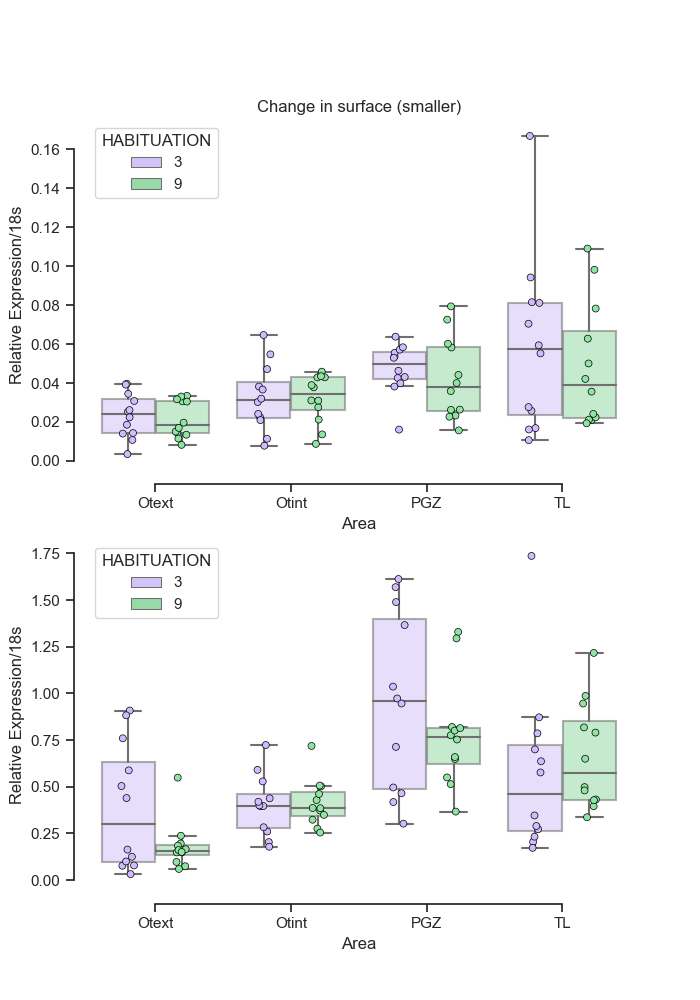 Change in surface (smaller)
HABITUATION
3
9
Relative Expression/18s
0.16
0.14
0.12
0.10
0.08
0.06
0.04
0.02
0.00
Otext Otint PGZ TL
Area
HABITUATION
3
9
Relative Expression/18s
1.75
1.50
1.25
1.00
0.75
0.50
0.25
0.00
Otext Otint PGZ TL
Area